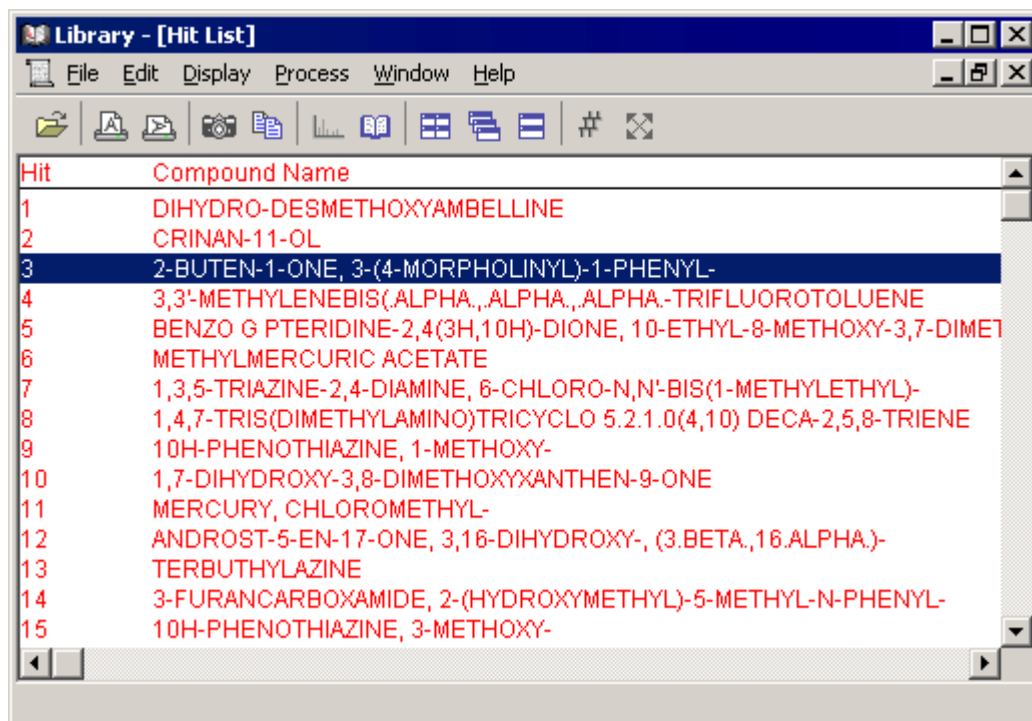 Library - [Hit List]
File Edit Display Process Window Help
Hit Compound Name
1 DIHYDRO-DESMETHOXYAMBELLINE
2 CRINAN-11-OL
3 2-BUTEN-1-ONE, 3-(4-MORPHOLINYL)-1-PHENYL-
4 3,3'-METHYLENEBIS(.ALPHA.,.ALPHA.,.ALPHA.-TRIFLUOROTOLUENE
5 BENZO G PTERIDINE-2,4(3H,10H)-DIONE, 10-ETHYL-8-METHOXY-3,7-DIMET
6 METHYLMERCURIC ACETATE
7 1,3,5-TRIAZINE-2,4-DIAMINE, 6-CHLORO-N,N'-BIS(1-METHYLETHYL)-
8 1,4,7-TRIS(DIMETHYLAMINO)TRICYCLO 5.2.1.0(4,10) DECA-2,5,8-TRIENE
9 10H-PHENOTHIAZINE, 1-METHOXY-
10 1,7-DIHYDROXY-3,8-DIMETHOXYXANTHEN-9-ONE
11 MERCURY, CHLOROMETHYL-
12 ANDROST-5-EN-17-ONE, 3,16-DIHYDROXY-, (3.BETA.,16.ALPHA.)-
13 TERBUTHYLAZINE
14 3-FURANCARBOXAMIDE, 2-(HYDROXYMETHYL)-5-METHYL-N-PHENYL-
15 10H-PHENOTHIAZINE, 3-METHOXY-